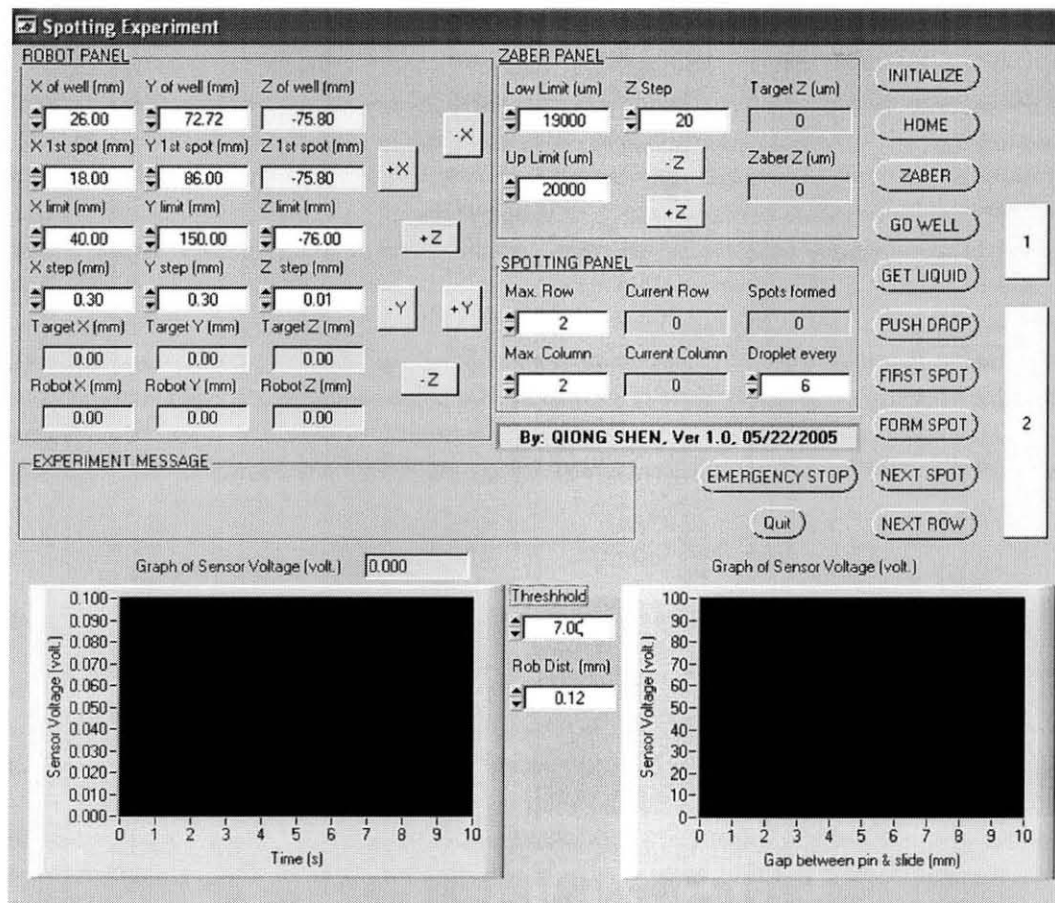 Spotting Experiment
ROBOT PANEL
X of well (mm) Y of well (mm) Z of well (mm)
26.00 72.72 -75.80
X 1st spot (mm) Y 1st spot (mm) Z 1st spot (mm)
18.00 86.00 -75.80
X limit (mm) Y limit (mm) Z limit (mm)
40.00 150.00 -76.00
X step (mm) Y step (mm) Z step (mm)
0.30 0.30 0.01
Target X (mm) Target Y (mm) Target Z (mm)
0.00 0.00 0.00
Robot X (mm) Robot Y (mm) Robot Z (mm)
0.00 0.00 0.00
-X
+X
+Z
-Y +Y
-Z
ZABER PANEL
Low Limit (um) Z Step Target Z (um)
19000 20 0
Up Limit (um) -Z Zaber Z (um)
20000 0
+Z
SPOTTING PANEL
Max. Row Current Row Spots formed
2 0 0
Max. Column Current Column Droplet every
2 0 6
By: QIONG SHEN, Ver 1.0, 05/22/2005
INITIALIZE
HOME
ZABER
GO WELL
GET LIQUID
PUSH DROP
FIRST SPOT
FORM SPOT
NEXT SPOT
NEXT ROW
1
2
EMERGENCY STOP
Quit
EXPERIMENT MESSAGE
Graph of Sensor Voltage (volt.) 0.000
Sensor Voltage (volt.)
0.100
0.090
0.080
0.070
0.060
0.050
0.040
0.030
0.020
0.010
0.000
0 1 2 3 4 5 6 7 8 9 10
Time (s)
Threshhold
7.00
Rob Dist. (mm)
0.12
Graph of Sensor Voltage (volt.)
Sensor Voltage (volt.)
100
90
80
70
60
50
40
30
20
10
0
0 1 2 3 4 5 6 7 8 9 10
Gap between pin & slide (mm)